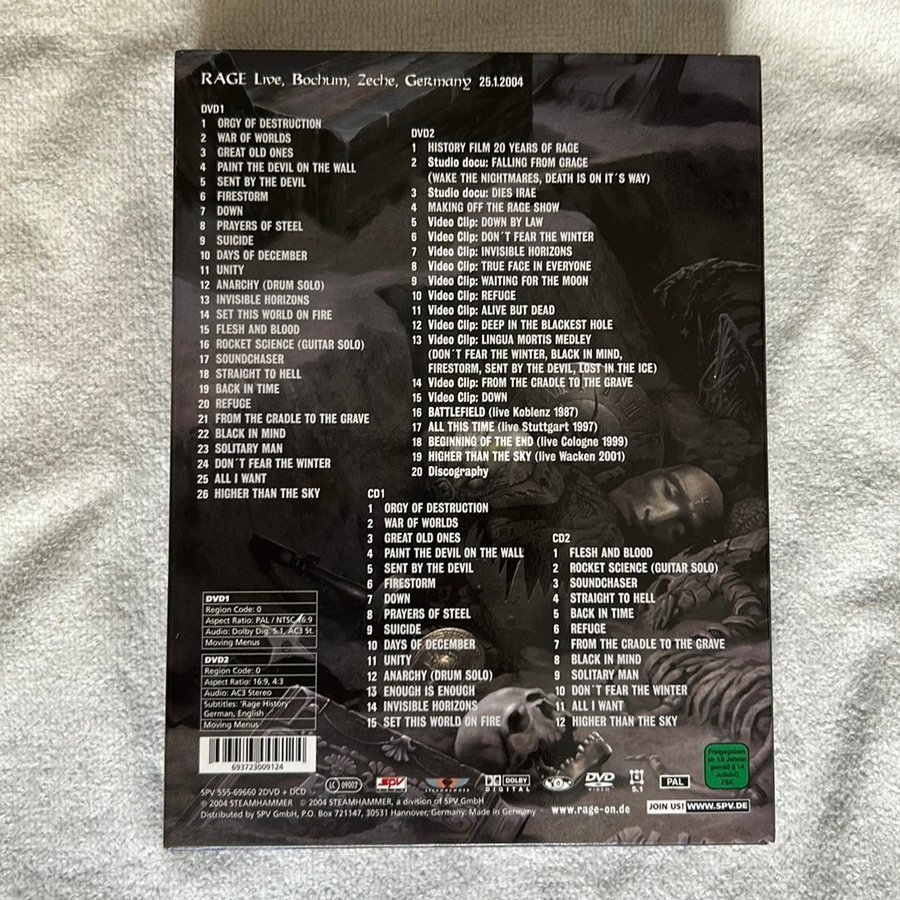 RAGE Live, Bochum, Zeche, Germany 25.1.2004
DVD1
1 ORGY OF DESTRUCTION
2 WAR OF WORLDS
3 GREAT OLD ONES
4 PAINT THE DEVIL ON THE WALL
5 SENT BY THE DEVIL
6 FIRESTORM
7 DOWN
8 PRAYERS OF STEEL
9 SUICIDE
10 DAYS OF DECEMBER
11 UNITY
12 ANARCHY (DRUM SOLO)
13 INVISIBLE HORIZONS
14 SET THIS WORLD ON FIRE
15 FLESH AND BLOOD
16 ROCKET SCIENCE (GUITAR SOLO)
17 SOUNDCHASER
18 STRAIGHT TO HELL
19 BACK IN TIME
20 REFUGE
21 FROM THE CRADLE TO THE GRAVE
22 BLACK IN MIND
23 SOLITARY MAN
24 DON´T FEAR THE WINTER
25 ALL I WANT
26 HIGHER THAN THE SKY
DVD2
1 HISTORY FILM 20 YEARS OF RAGE
2 Studio docu: FALLING FROM GRACE
(WAKE THE NIGHTMARES, DEATH IS ON IT´S WAY)
3 Studio docu: DIES IRAE
4 MAKING OFF THE RAGE SHOW
5 Video Clip: DOWN BY LAW
6 Video Clip: DON´T FEAR THE WINTER
7 Video Clip: INVISIBLE HORIZONS
8 Video Clip: TRUE FACE IN EVERYONE
9 Video Clip: WAITING FOR THE MOON
10 Video Clip: REFUGE
11 Video Clip: ALIVE BUT DEAD
12 Video Clip: DEEP IN THE BLACKEST HOLE
13 Video Clip: LINGUA MORTIS MEDLEY
(DON´T FEAR THE WINTER, BLACK IN MIND,
FIRESTORM, SENT BY THE DEVIL, LOST IN THE ICE)
14 Video Clip: FROM THE CRADLE TO THE GRAVE
15 Video Clip: DOWN
16 BATTLEFIELD (live Koblenz 1987)
17 ALL THIS TIME (live Stuttgart 1997)
18 BEGINNING OF THE END (live Cologne 1999)
19 HIGHER THAN THE SKY (live Wacken 2001)
20 Discography
CD1
1 ORGY OF DESTRUCTION
2 WAR OF WORLDS
3 GREAT OLD ONES
4 PAINT THE DEVIL ON THE WALL
5 SENT BY THE DEVIL
6 FIRESTORM
7 DOWN
8 PRAYERS OF STEEL
9 SUICIDE
10 DAYS OF DECEMBER
11 UNITY
12 ANARCHY (DRUM SOLO)
13 ENOUGH IS ENOUGH
14 INVISIBLE HORIZONS
15 SET THIS WORLD ON FIRE
CD2
1 FLESH AND BLOOD
2 ROCKET SCIENCE (GUITAR SOLO)
3 SOUNDCHASER
4 STRAIGHT TO HELL
5 BACK IN TIME
6 REFUGE
7 FROM THE CRADLE TO THE GRAVE
8 BLACK IN MIND
9 SOLITARY MAN
10 DON´T FEAR THE WINTER
11 ALL I WANT
12 HIGHER THAN THE SKY
DVD1
Region Code: 0
Aspect Ratio: PAL / NTSC 16:9
Audio: Dolby Dig. 5.1, AC3 St.
Moving Menus
DVD2
Region Code: 0
Aspect Ratio: 16:9, 4:3
Audio: AC3 Stereo
Subtitles: 'Rage History'
German, English
Moving Menus
693723009124
Freigegeben
ab 12 Jahren
gemäß § 14
JuSchG
FSK
LC 09002
SPV
STEAMHAMMER
DOLBY
DIGITAL
DVD
VIDEO
5.1
PAL
SPV 555-69660 2DVD + DCD
℗ 2004 STEAMHAMMER © 2004 STEAMHAMMER, a division of SPV GmbH
Distributed by SPV GmbH, P.O. Box 721147, 30531 Hannover, Germany. Made in Germany
www.rage-on.de
JOIN US! WWW.SPV.DE